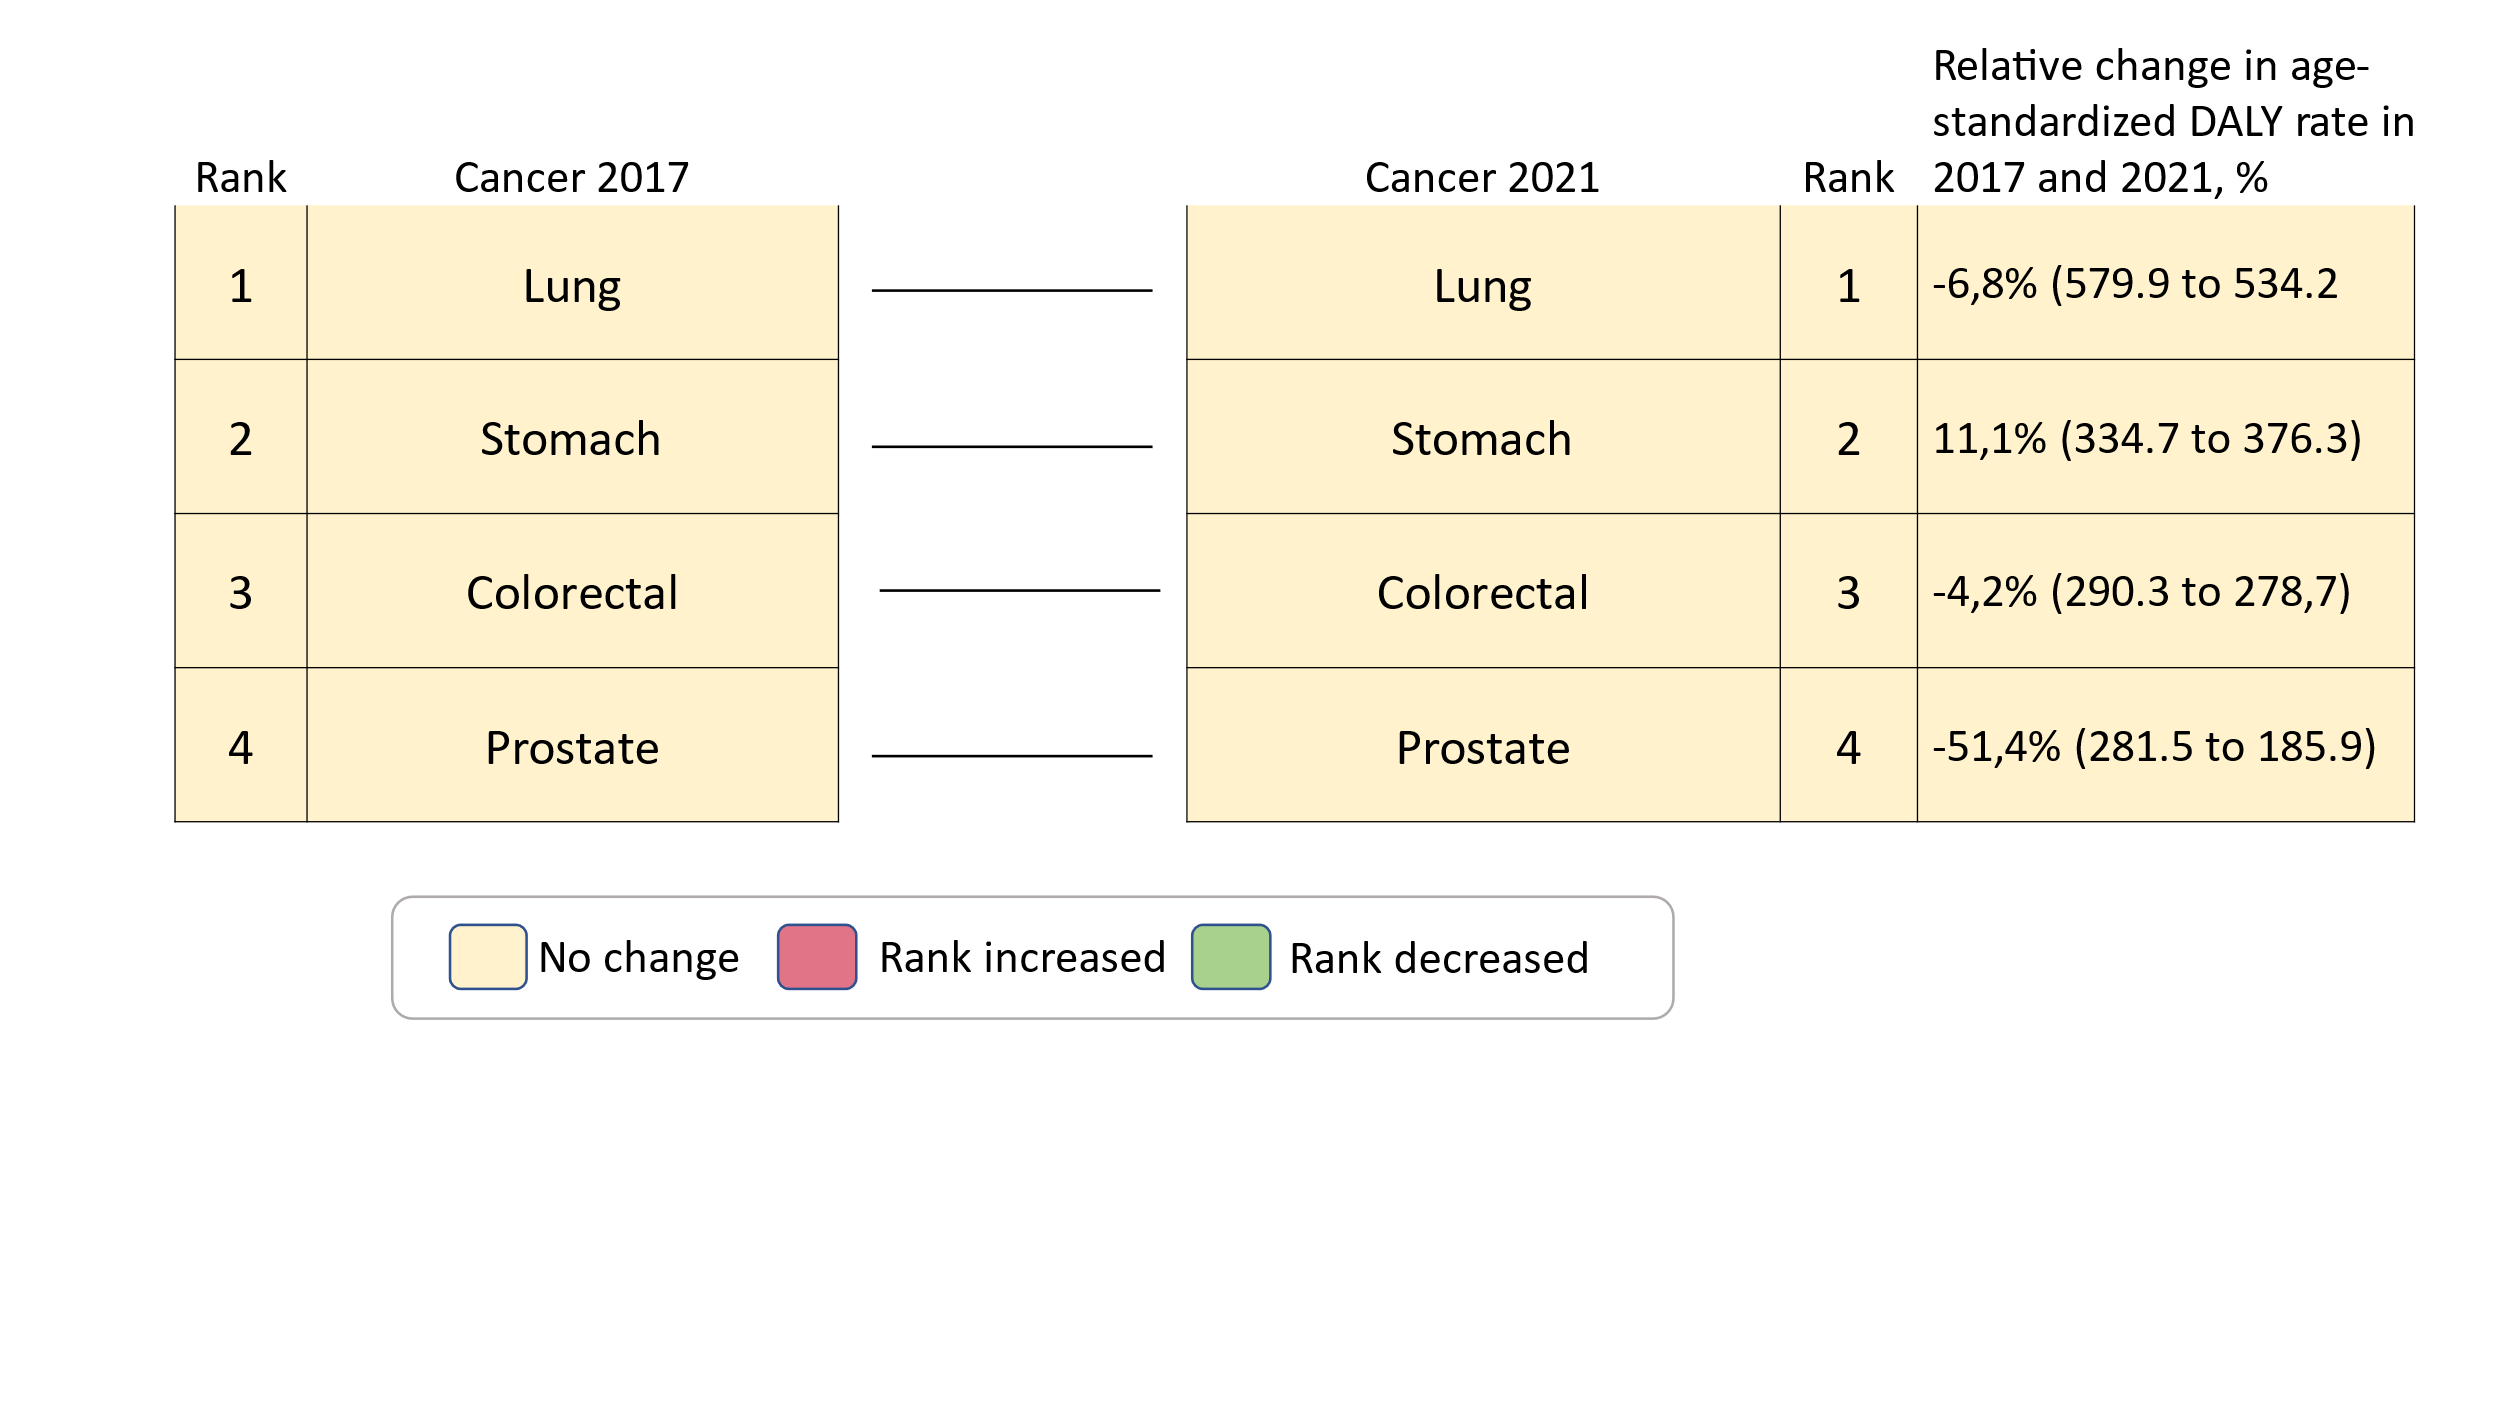 Relative change in age-
standardized DALY rate in
Rank Cancer 2017 Cancer 2021 Rank 2017 and 2021, %
1 Lung Lung 1 -6,8% (579.9 to 534.2
2 Stomach Stomach 2 11,1% (334.7 to 376.3)
3 Colorectal Colorectal 3 -4,2% (290.3 to 278,7)
4 Prostate Prostate 4 -51,4% (281.5 to 185.9)
No change Rank increased Rank decreased